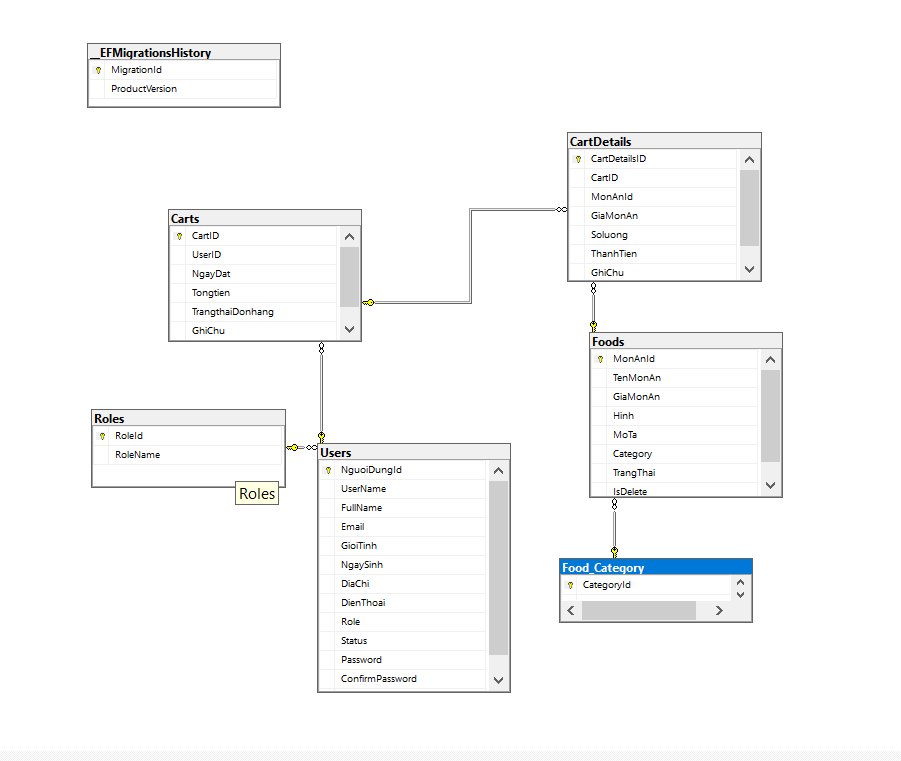 __EFMigrationsHistory
MigrationId
ProductVersion
CartDetails
CartDetailsID
CartID
MonAnId
GiaMonAn
Soluong
ThanhTien
GhiChu
Carts
CartID
UserID
NgayDat
Tongtien
TrangthaiDonhang
GhiChu
Foods
MonAnId
TenMonAn
GiaMonAn
Hinh
MoTa
Category
TrangThai
IsDelete
Roles
RoleId
RoleName
Roles
Users
NguoiDungId
UserName
FullName
Email
GioiTinh
NgaySinh
DiaChi
DienThoai
Role
Status
Password
ConfirmPassword
Food_Category
CategoryId